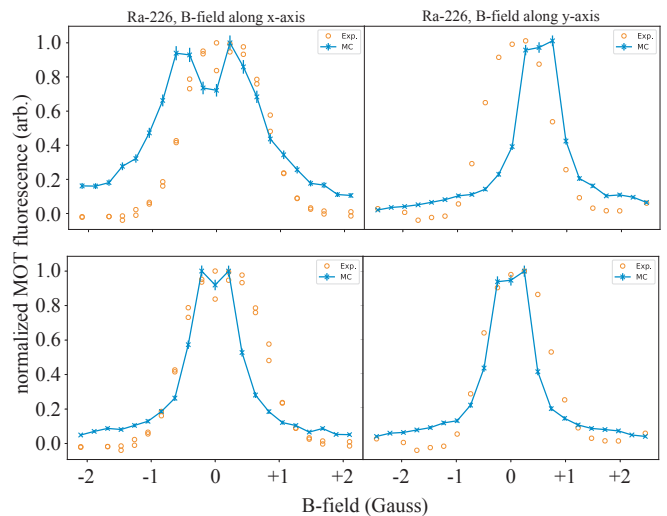 Ra-226, B-field along x-axis
Ra-226, B-field along y-axis
normalized MOT fluorescence (arb.)
1.0
0.8
0.6
0.4
0.2
0.0
Exp.
MC
Exp.
MC
1.0
0.8
0.6
0.4
0.2
0.0
Exp.
MC
Exp.
MC
-2 -1 0 +1 +2
-2 -1 0 +1 +2
B-field (Gauss)